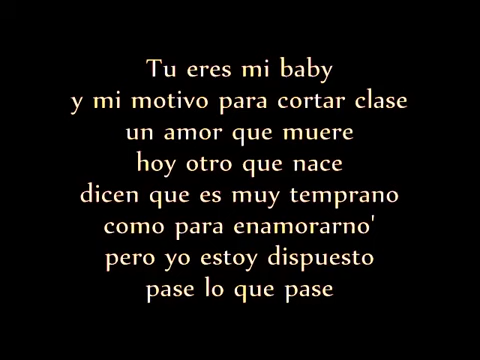 Tu eres mi baby
y mi motivo para cortar clase
un amor que muere
hoy otro que nace
dicen que es muy temprano
como para enamorarno'
pero yo estoy dispuesto
pase lo que pase